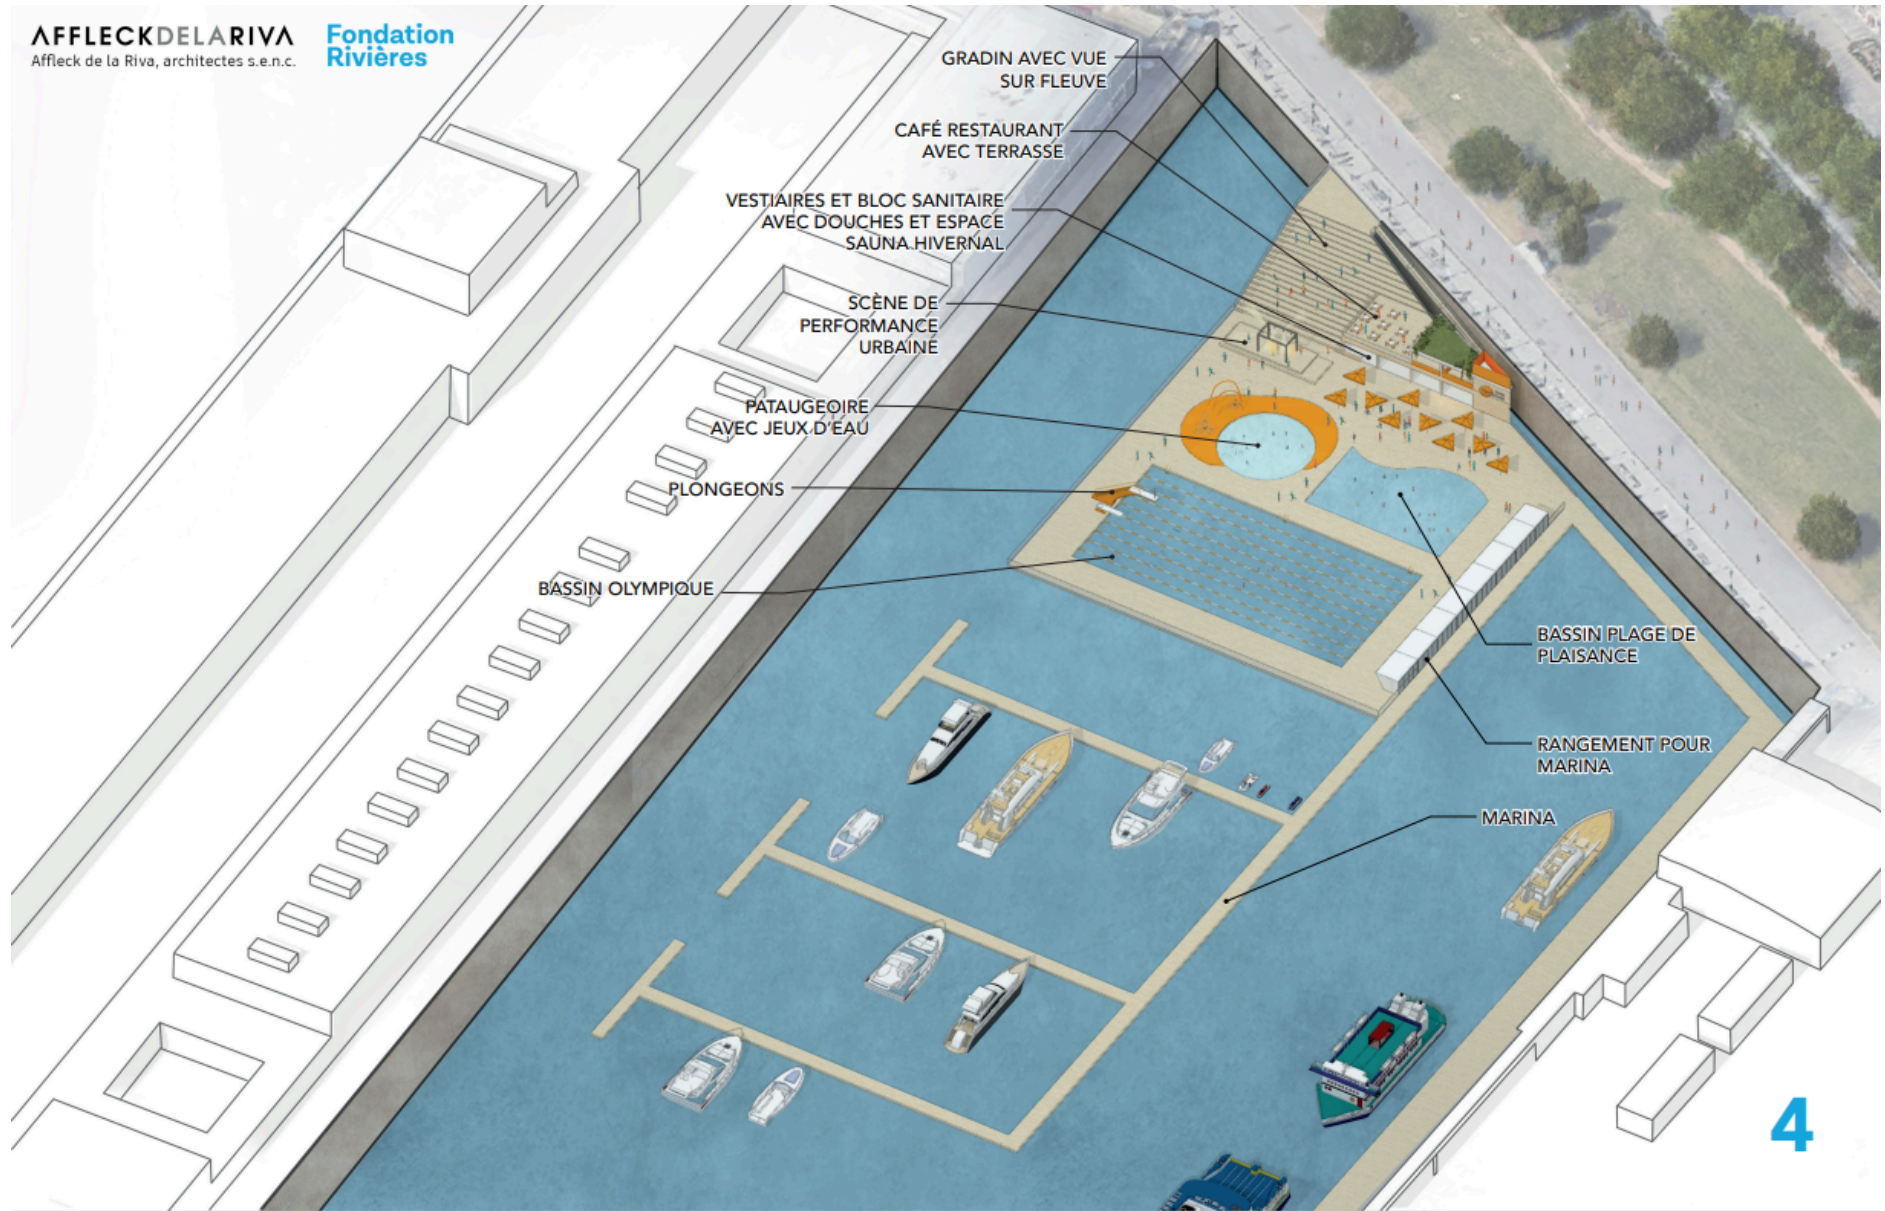 AFFLECKDELARIVA
Affleck de la Riva, architectes s.e.n.c.
Fondation
Rivières
GRADIN AVEC VUE
SUR FLEUVE
CAFÉ RESTAURANT
AVEC TERRASSE
VESTIAIRES ET BLOC SANITAIRE
AVEC DOUCHES ET ESPACE
SAUNA HIVERNAL
SCÈNE DE
PERFORMANCE
URBAINE
PATAUGEOIRE
AVEC JEUX D'EAU
PLONGEONS
BASSIN OLYMPIQUE
BASSIN PLAGE DE
PLAISANCE
RANGEMENT POUR
MARINA
MARINA
4